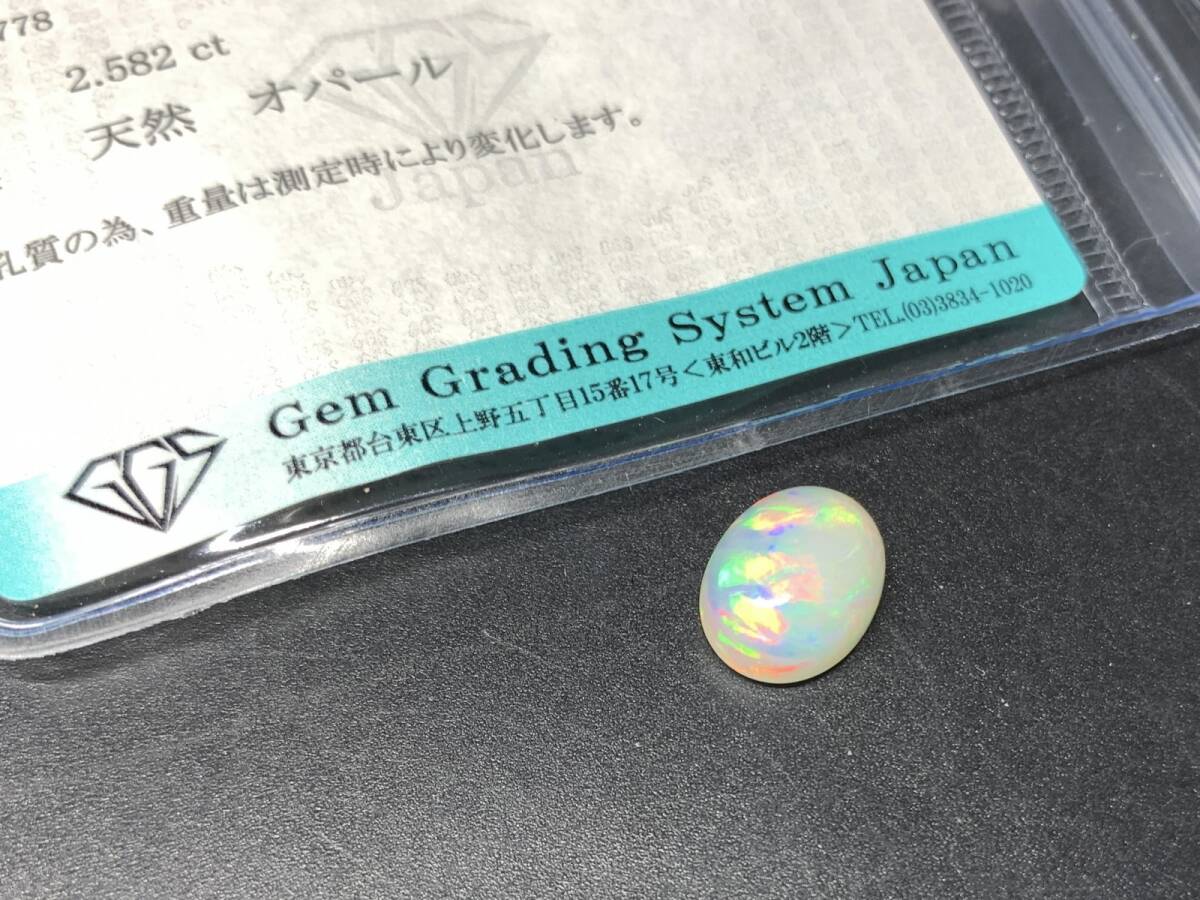 778
2.582 ct
天然 オパール
孔質の為、重量は測定時により変化します。
GGS
Japan
Gem Grading System Japan
東京都台東区上野五丁目15番17号<東和ビル2階>TEL.(03)3834-1020
GGS